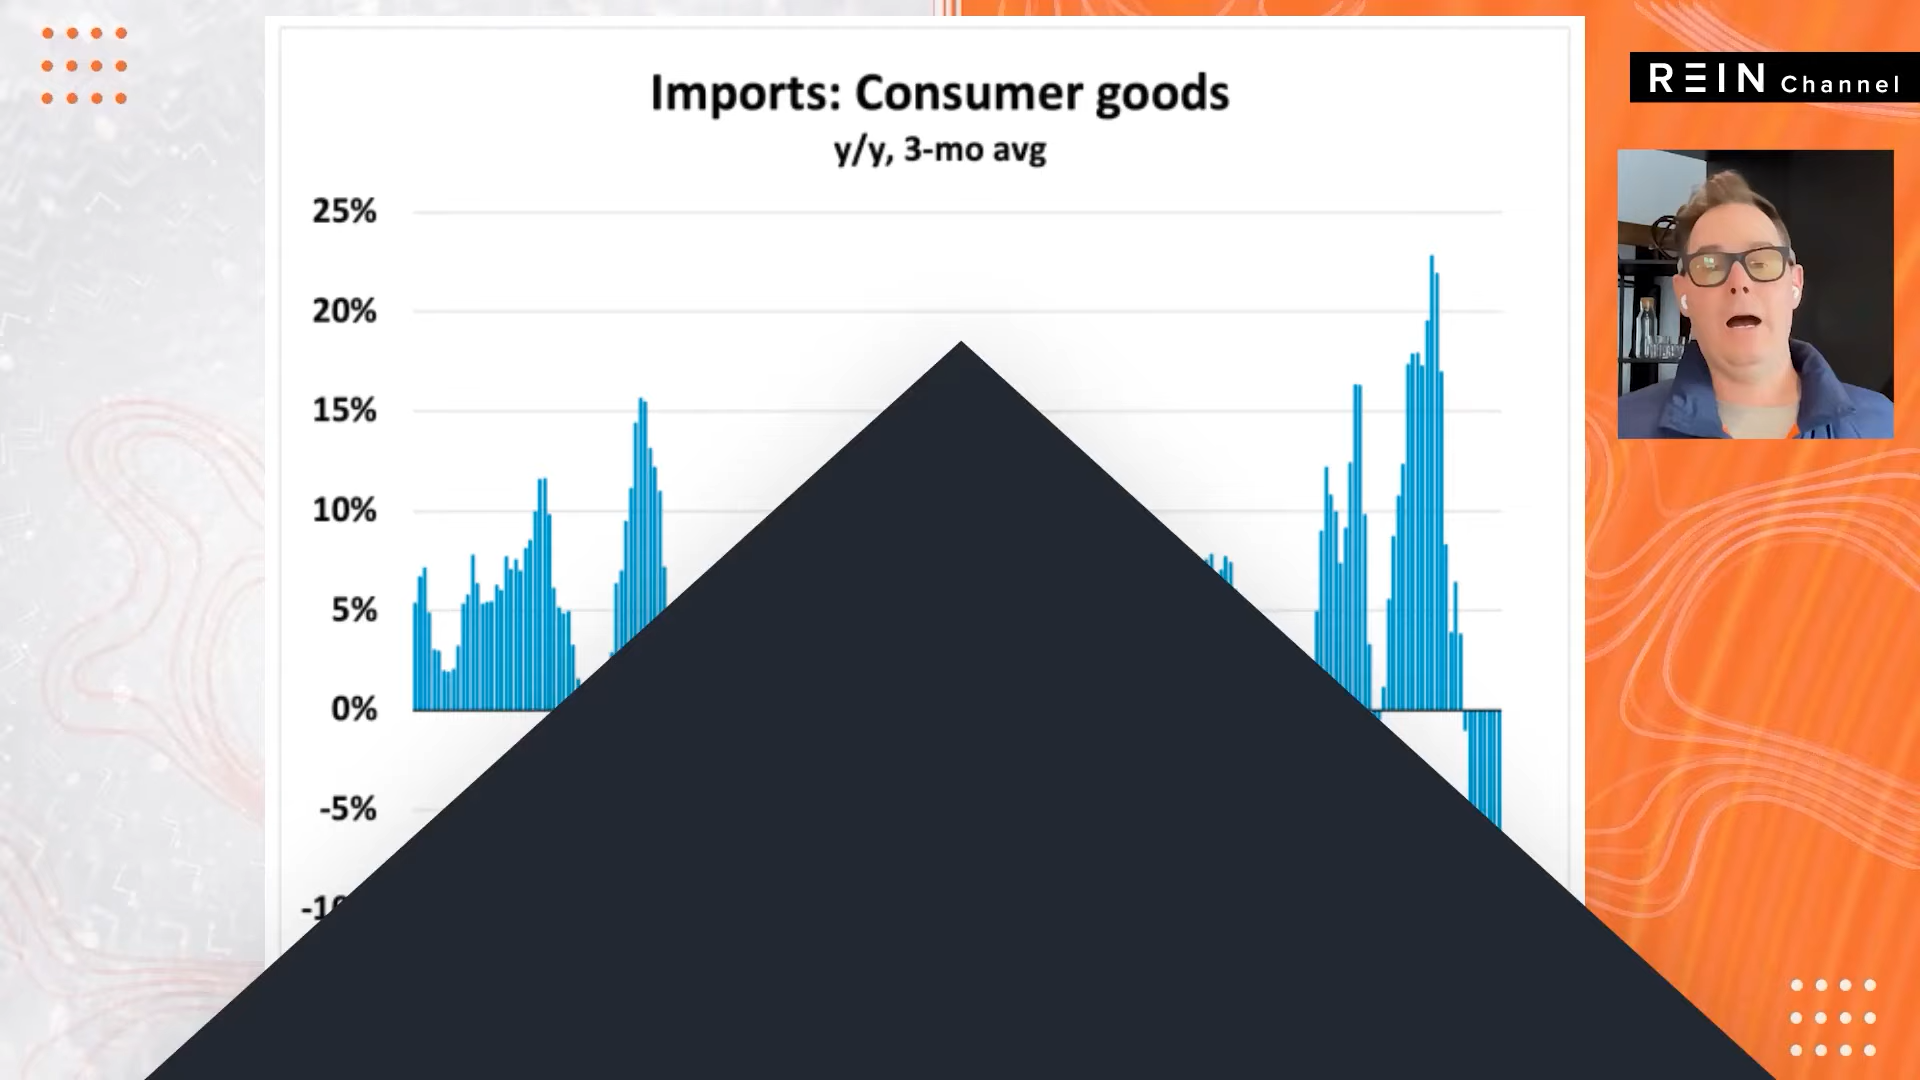 REIN Channel
Imports: Consumer goods
y/y, 3-mo avg
25%
20%
15%
10%
5%
0%
-5%